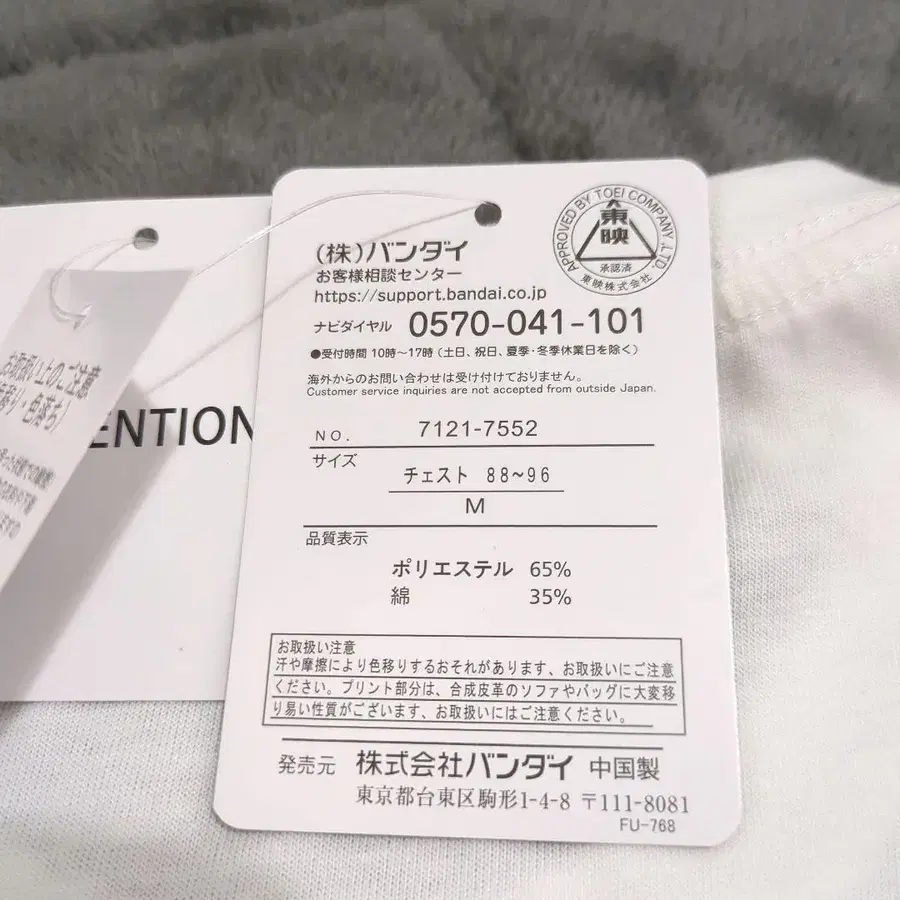 (株)バンダイ
お客様相談センター
https://support.bandai.co.jp
ナビダイヤル 0570-041-101
●受付時間 10時〜17時(土日、祝日、夏季・冬季休業日を除く)
海外からのお問い合わせは受け付けておりません。
Customer service inquiries are not accepted from outside Japan.
APPROVED BY TOEI COMPANY, LTD.
東映
承認済
東映株式会社
NO. 7121-7552
サイズ
チェスト 88~96
M
品質表示
ポリエステル 65%
綿 35%
お取扱い注意
汗や摩擦により色移りするおそれがあります、お取扱いにご注意
ください。プリント部分は、合成皮革のソファやバッグに大変移
り易い性質がございます、お取扱いにはご注意ください。
発売元 株式会社バンダイ 中国製
東京都台東区駒形1-4-8 〒111-8081
FU-768
お取扱い上のご注意
色落ち)
ENTION